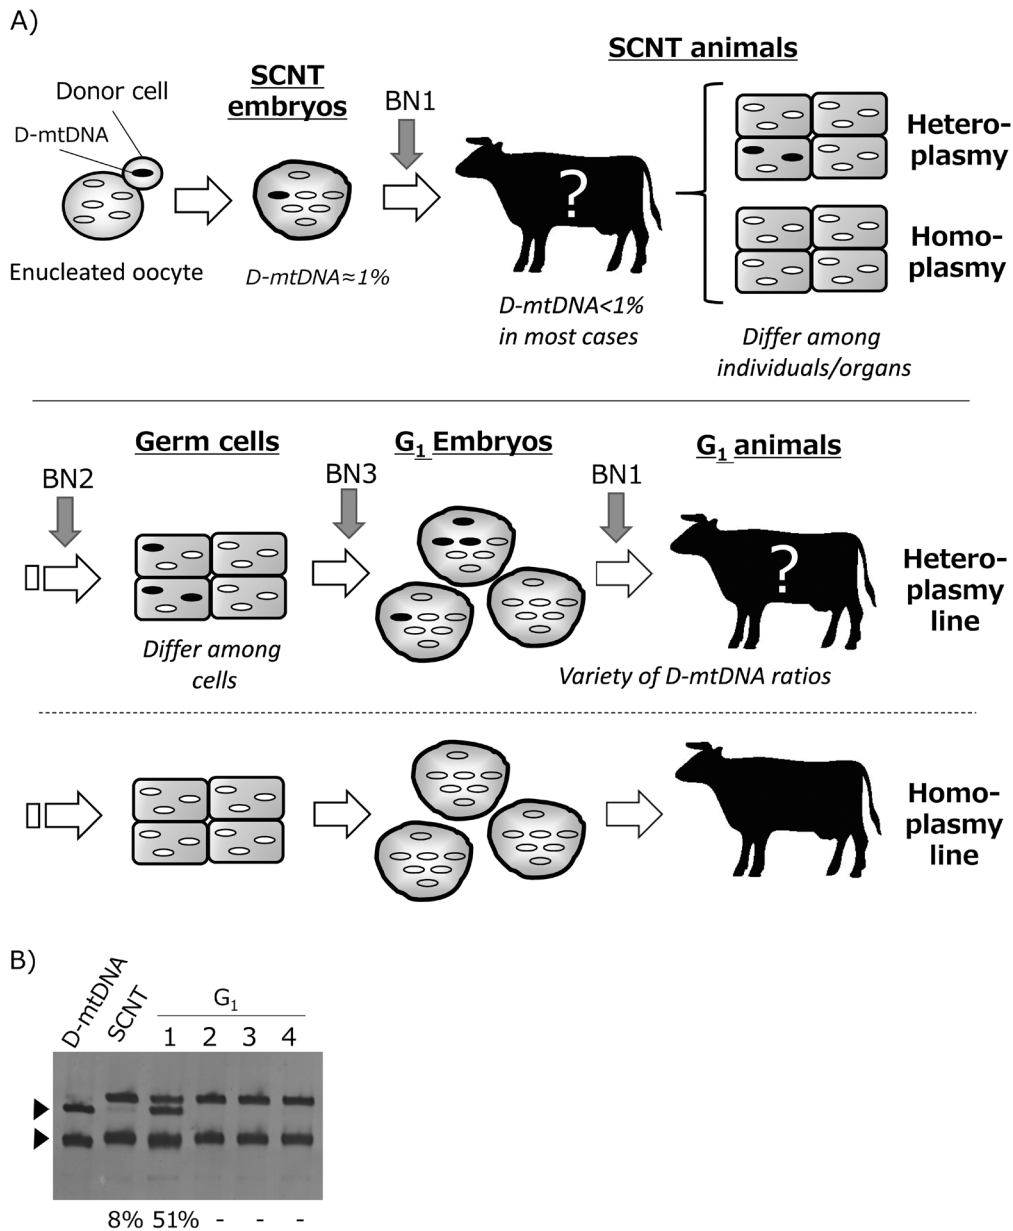 A)
SCNT animals
SCNT
embryos
Donor cell
D-mtDNA
BN1
Hetero-
plasmy
?
Homo-
plasmy
Enucleated oocyte
D-mtDNA≈1%
D-mtDNA<1%
in most cases
Differ among
individuals/organs
Germ cells
G1 Embryos
G1 animals
BN2
BN3
BN1
?
Hetero-
plasmy
line
Differ among
cells
Variety of D-mtDNA ratios
Homo-
plasmy
line
B)
D-mtDNA
SCNT
G1
1 2 3 4
8% 51% - - -